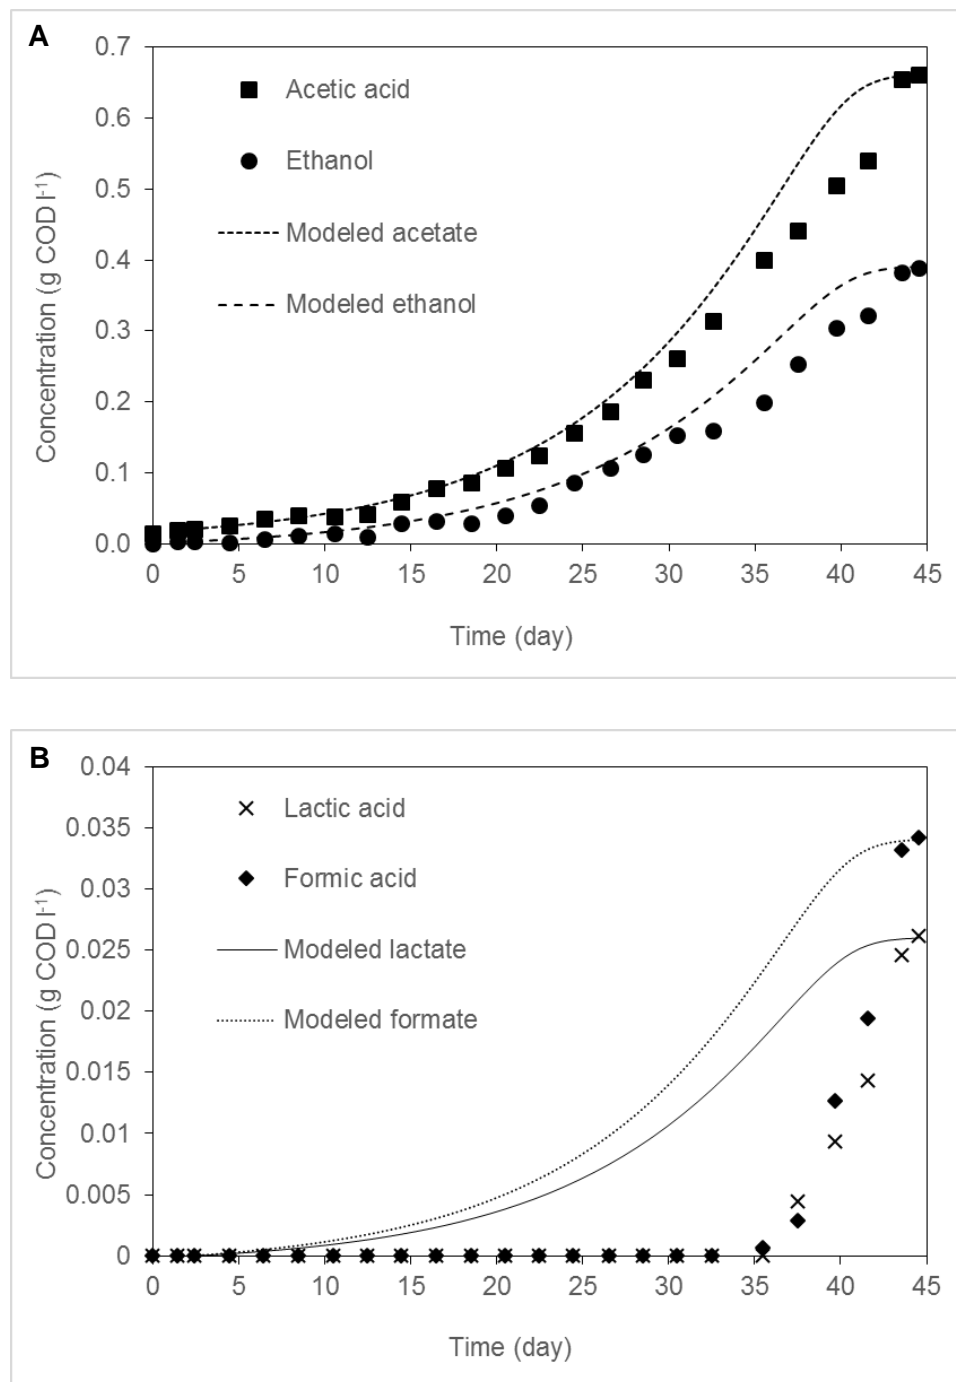 A
0.7
0.6
0.5
0.4
0.3
0.2
0.1
0.0
Concentration (g COD l⁻¹)
Acetic acid
Ethanol
Modeled acetate
Modeled ethanol
0 5 10 15 20 25 30 35 40 45
Time (day)
B
0.04
0.035
0.03
0.025
0.02
0.015
0.01
0.005
0
Concentration (g COD l⁻¹)
Lactic acid
Formic acid
Modeled lactate
Modeled formate
0 5 10 15 20 25 30 35 40 45
Time (day)